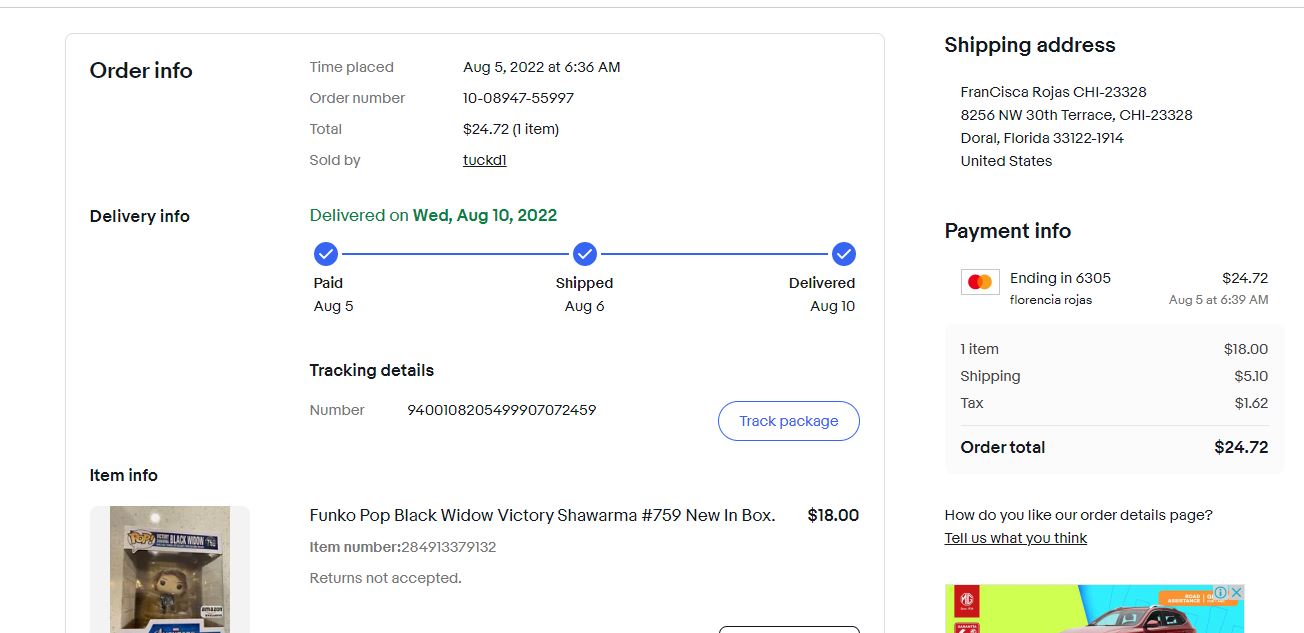 Order info
Time placed Aug 5, 2022 at 6:36 AM
Order number 10-08947-55997
Total $24.72 (1 item)
Sold by tuckd1
Delivery info
Delivered on Wed, Aug 10, 2022
Paid Shipped Delivered
Aug 5 Aug 6 Aug 10
Tracking details
Number 9400108205499907072459
Track package
Item info
Funko Pop Black Widow Victory Shawarma #759 New In Box. $18.00
Item number:284913379132
Returns not accepted.
POP!
BLACK WIDOW
amazon
Shipping address
FranCisca Rojas CHI-23328
8256 NW 30th Terrace, CHI-23328
Doral, Florida 33122-1914
United States
Payment info
Ending in 6305 $24.72
florencia rojas Aug 5 at 6:39 AM
1 item $18.00
Shipping $5.10
Tax $1.62
Order total $24.72
How do you like our order details page?
Tell us what you think
MG
ROAD
ASSISTANCE